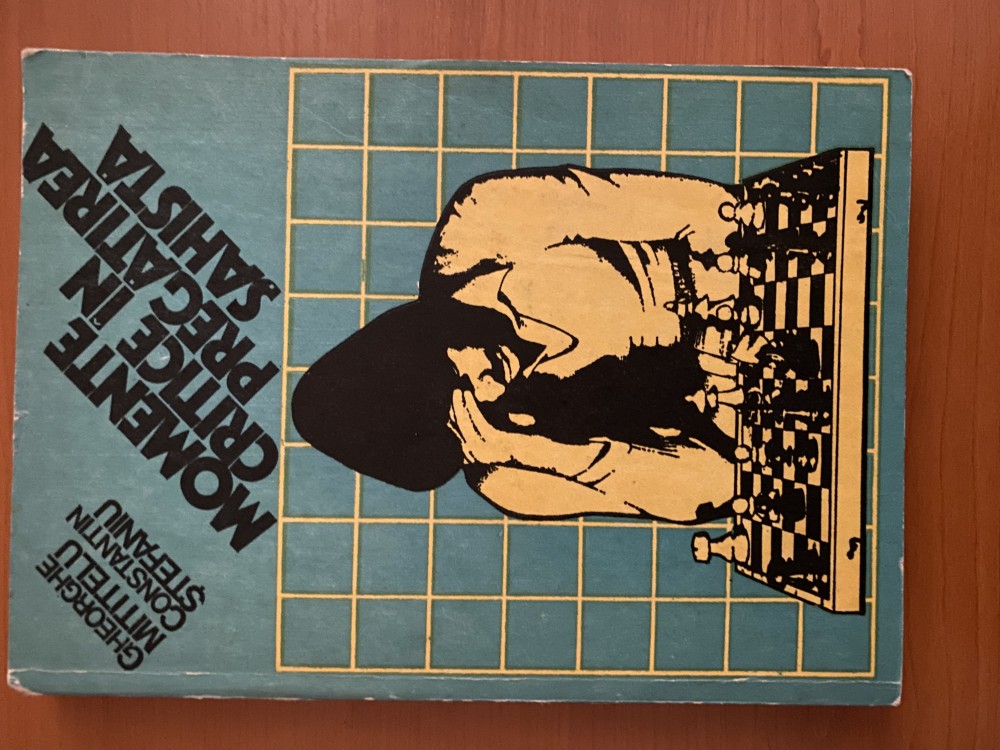 GHEORGHE
MITITELU
CONSTANTIN
ȘTEFANIU
MOMENTE
CRITICE ÎN
PREGĂTIREA
ȘAHISTĂ